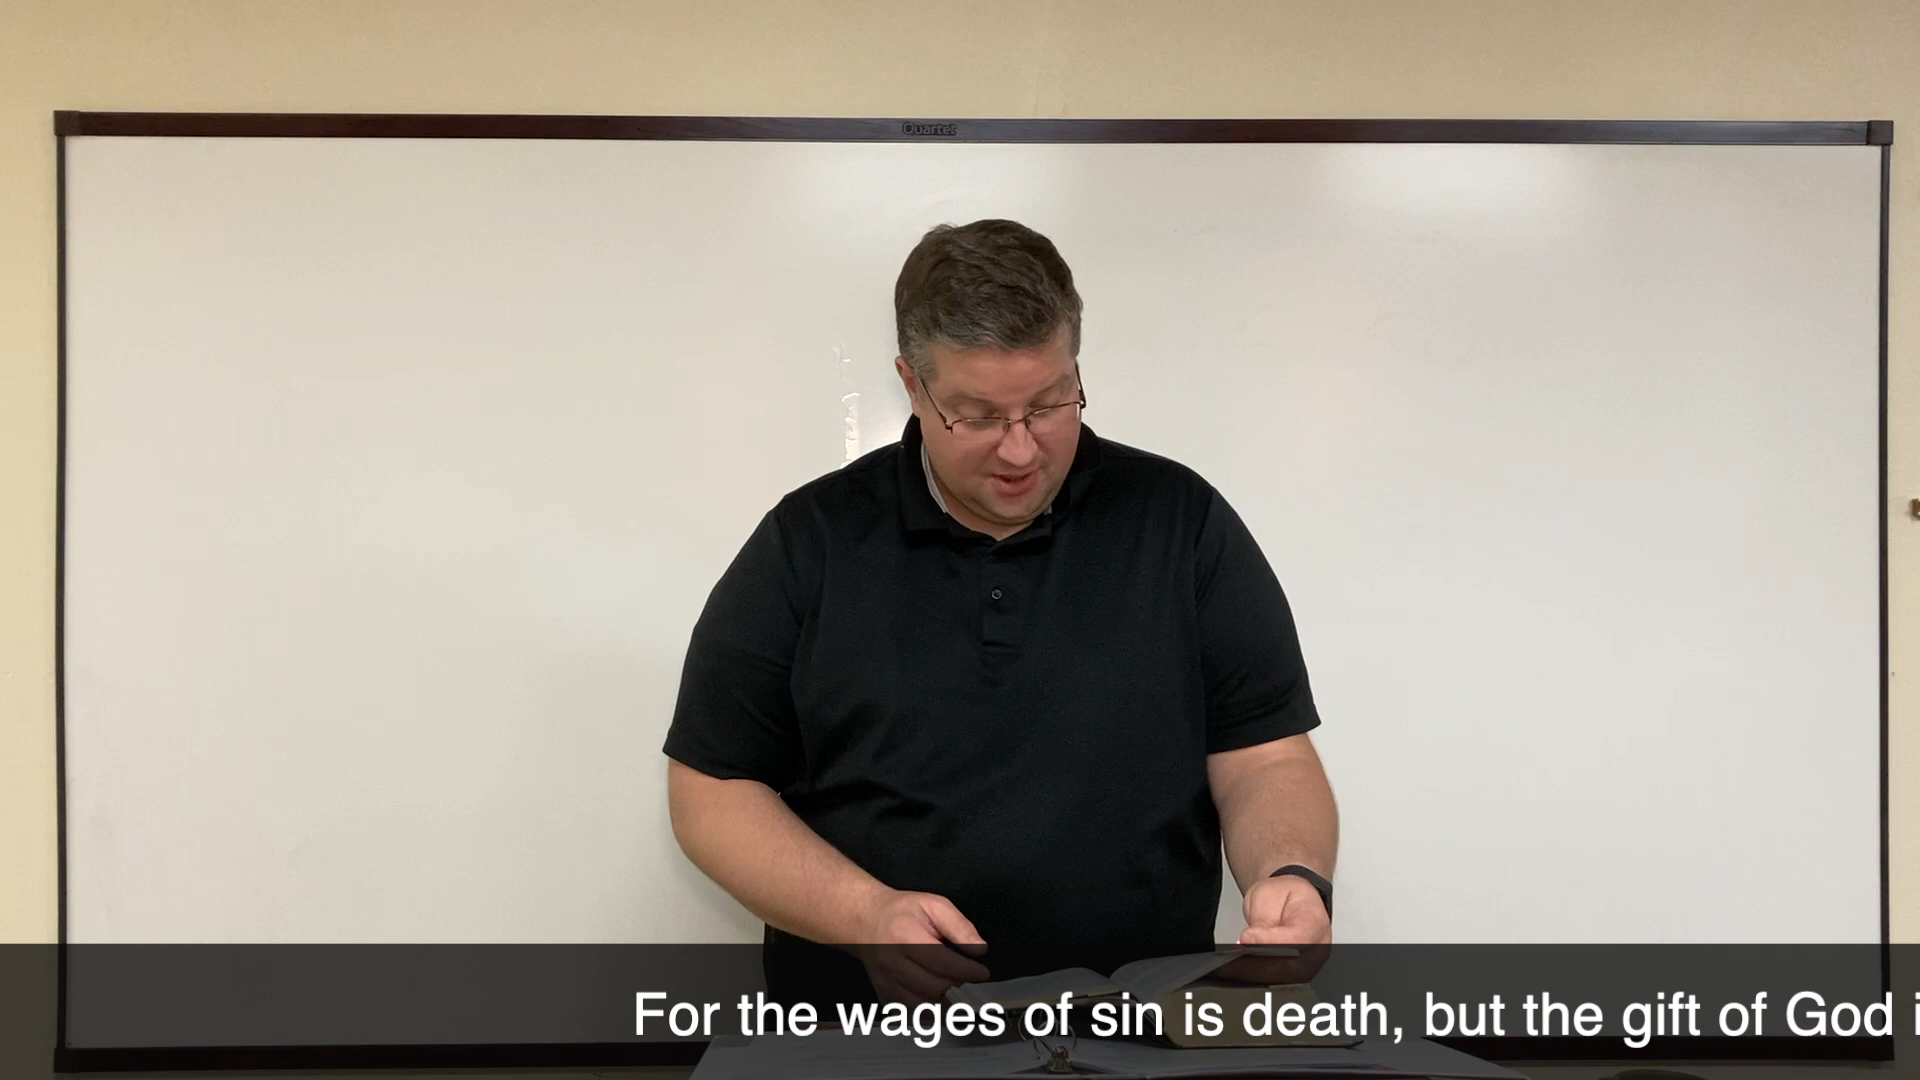 Quartet
For the wages of sin is death, but the gift of God i